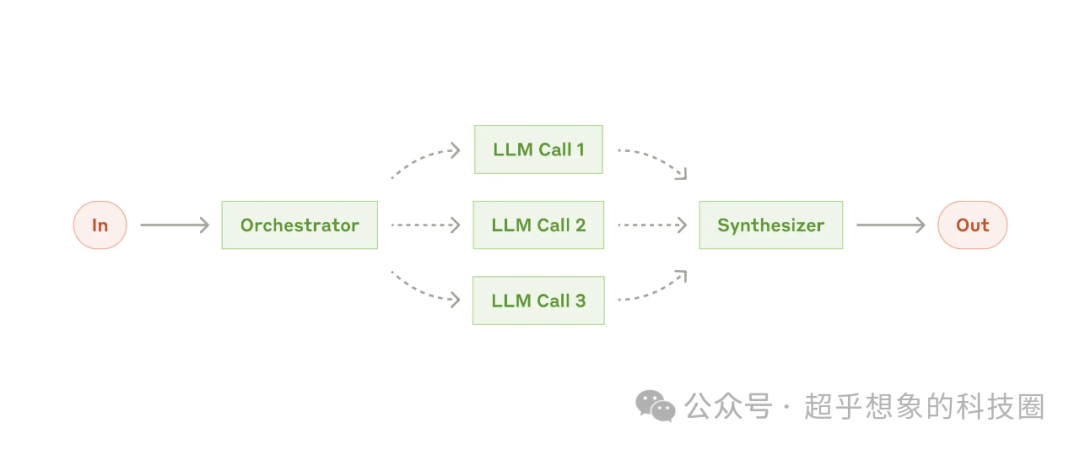 LLM Call 1
In
Orchestrator
LLM Call 2
Synthesizer
Out
LLM Call 3
公众号 · 超乎想象的科技圈